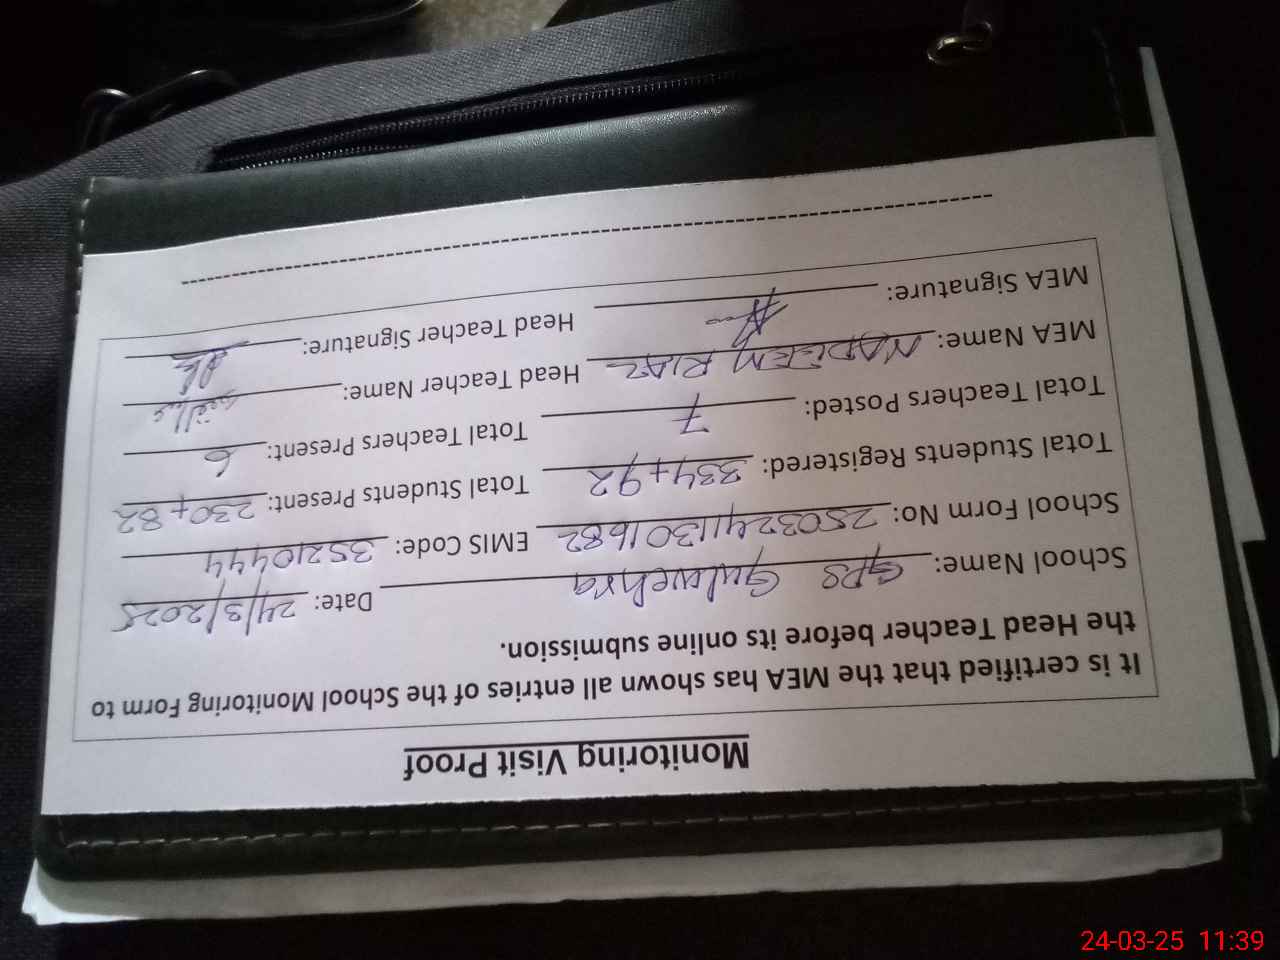 Monitoring Visit Proof
It is certified that the MEA has shown all entries of the School Monitoring Form to
the Head Teacher before its online submission.
School Name: GPS Gulvehra Date: 24/3/2025
School Form No: 25032411301682 EMIS Code: 35210444
Total Students Registered: 334+92 Total Students Present: 230+82
Total Teachers Posted: 7 Total Teachers Present: 6
MEA Name: NADEEM RIAZ Head Teacher Name:
MEA Signature: Head Teacher Signature:
24-03-25 11:39